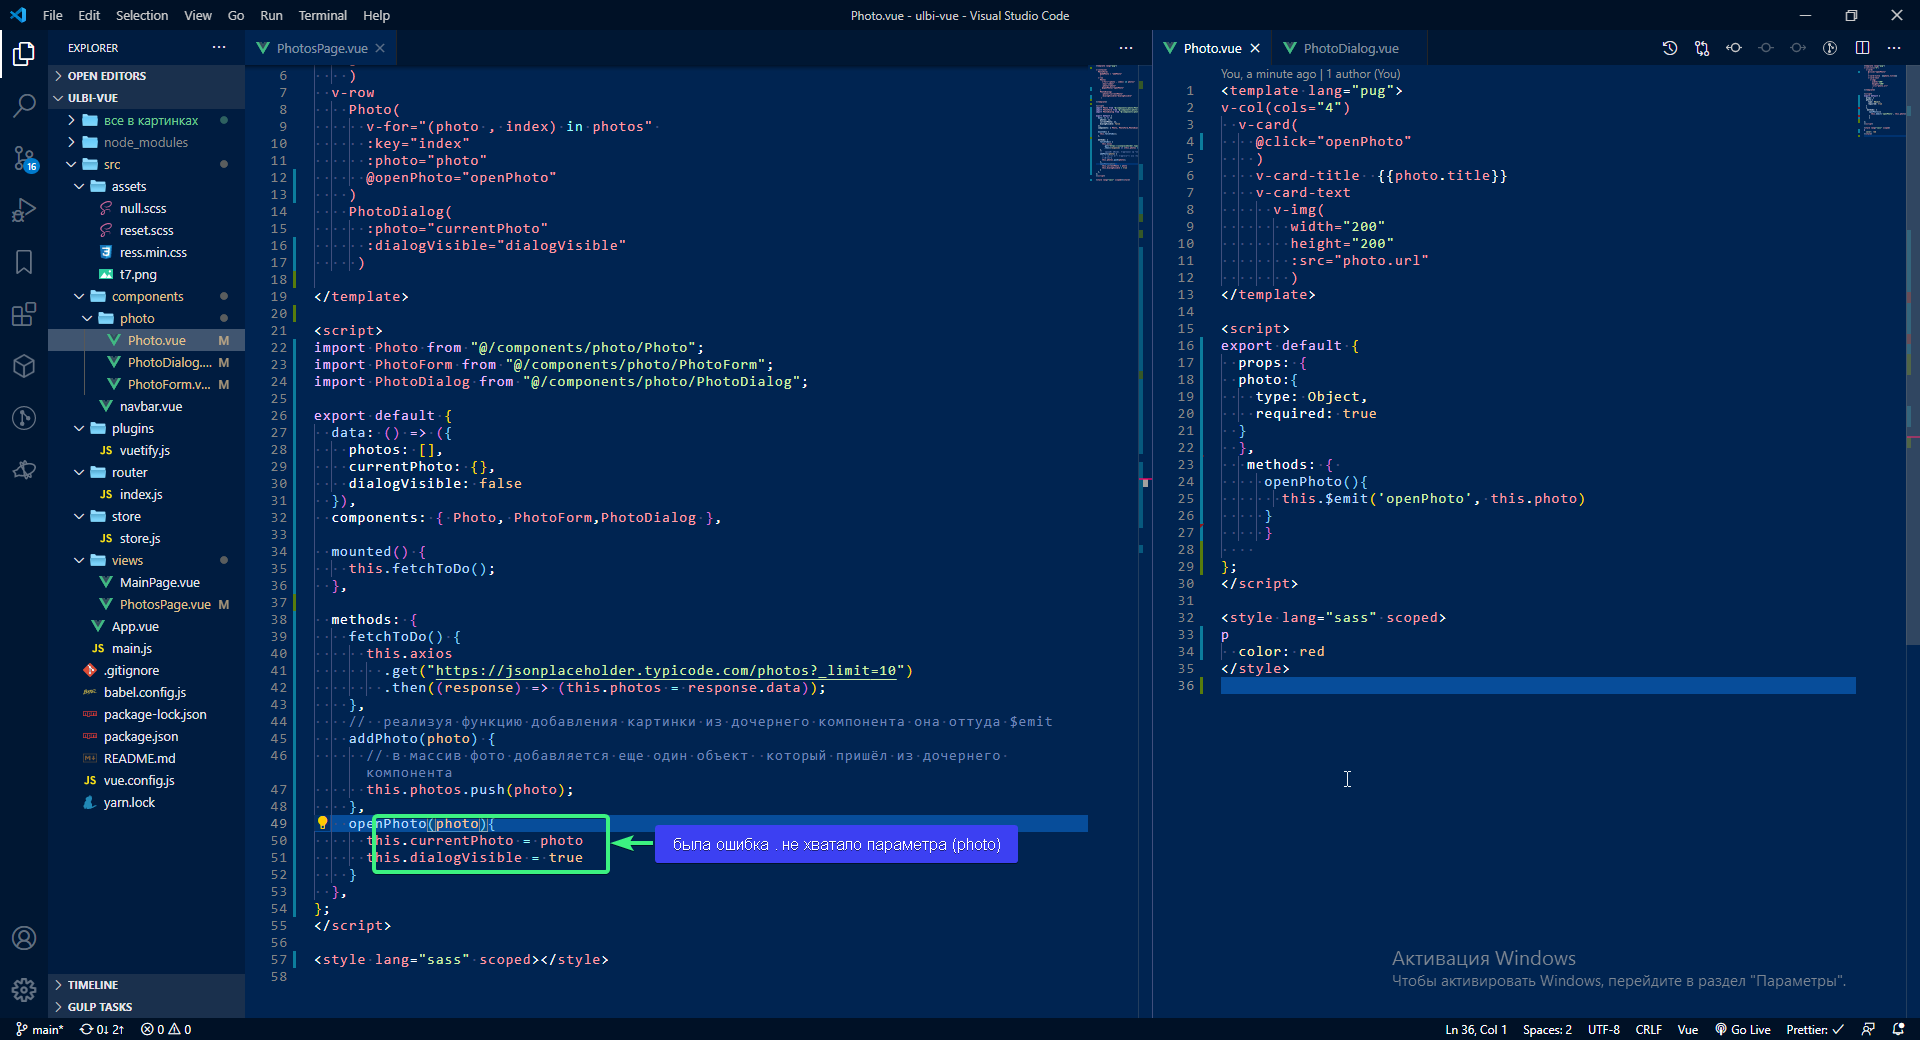 File Edit Selection View Go Run Terminal Help
Photo.vue - ulbi-vue - Visual Studio Code
EXPLORER
OPEN EDITORS
ULBI-VUE
все в картинках
node_modules
src
assets
null.scss
reset.scss
ress.min.css
t7.png
components
photo
Photo.vue M
PhotoDialog.... M
PhotoForm.v... M
navbar.vue
plugins
JS vuetify.js
router
JS index.js
store
JS store.js
views
MainPage.vue
PhotosPage.vue M
App.vue
JS main.js
.gitignore
babel.config.js
package-lock.json
package.json
README.md
JS vue.config.js
yarn.lock
TIMELINE
GULP TASKS
16
PhotosPage.vue
6 )
7 v-row
8 Photo(
9 v-for="(photo , index) in photos"
10 :key="index"
11 :photo="photo"
12 @openPhoto="openPhoto"
13 )
14 PhotoDialog(
15 :photo="currentPhoto"
16 :dialogVisible="dialogVisible"
17 )
18
19 </template>
20
21 <script>
22 import Photo from "@/components/photo/Photo";
23 import PhotoForm from "@/components/photo/PhotoForm";
24 import PhotoDialog from "@/components/photo/PhotoDialog";
25
26 export default {
27 data: () => ({
28 photos: [],
29 currentPhoto: {},
30 dialogVisible: false
31 }),
32 components: { Photo, PhotoForm,PhotoDialog },
33
34 mounted() {
35 this.fetchToDo();
36 },
37
38 methods: {
39 fetchToDo() {
40 this.axios
41 .get("https://jsonplaceholder.typicode.com/photos?_limit=10")
42 .then((response) => (this.photos = response.data));
43 },
44 // реализуя функцию добавления картинки из дочернего компонента она оттуда $emit
45 addPhoto(photo) {
46 // в массив фото добавляется еще один объект который пришёл из дочернего
компонента
47 this.photos.push(photo);
48 },
49 openPhoto(photo){
50 this.currentPhoto = photo
51 this.dialogVisible = true
52 }
53 },
54 };
55 </script>
56
57 <style lang="sass" scoped></style>
58
была ошибка . не хватало параметра (photo)
Photo.vue
PhotoDialog.vue
You, a minute ago | 1 author (You)
1 <template lang="pug">
2 v-col(cols="4")
3 v-card(
4 @click="openPhoto"
5 )
6 v-card-title {{photo.title}}
7 v-card-text
8 v-img(
9 width="200"
10 height="200"
11 :src="photo.url"
12 )
13 </template>
14
15 <script>
16 export default {
17 props: {
18 photo:{
19 type: Object,
20 required: true
21 }
22 },
23 methods: {
24 openPhoto(){
25 this.$emit('openPhoto', this.photo)
26 }
27 }
28
29 };
30 </script>
31
32 <style lang="sass" scoped>
33 p
34 color: red
35 </style>
36
Активация Windows
Чтобы активировать Windows, перейдите в раздел "Параметры".
main* 0↓ 2↑ 0 0
Ln 36, Col 1 Spaces: 2 UTF-8 CRLF Vue Go Live Prettier: ✓